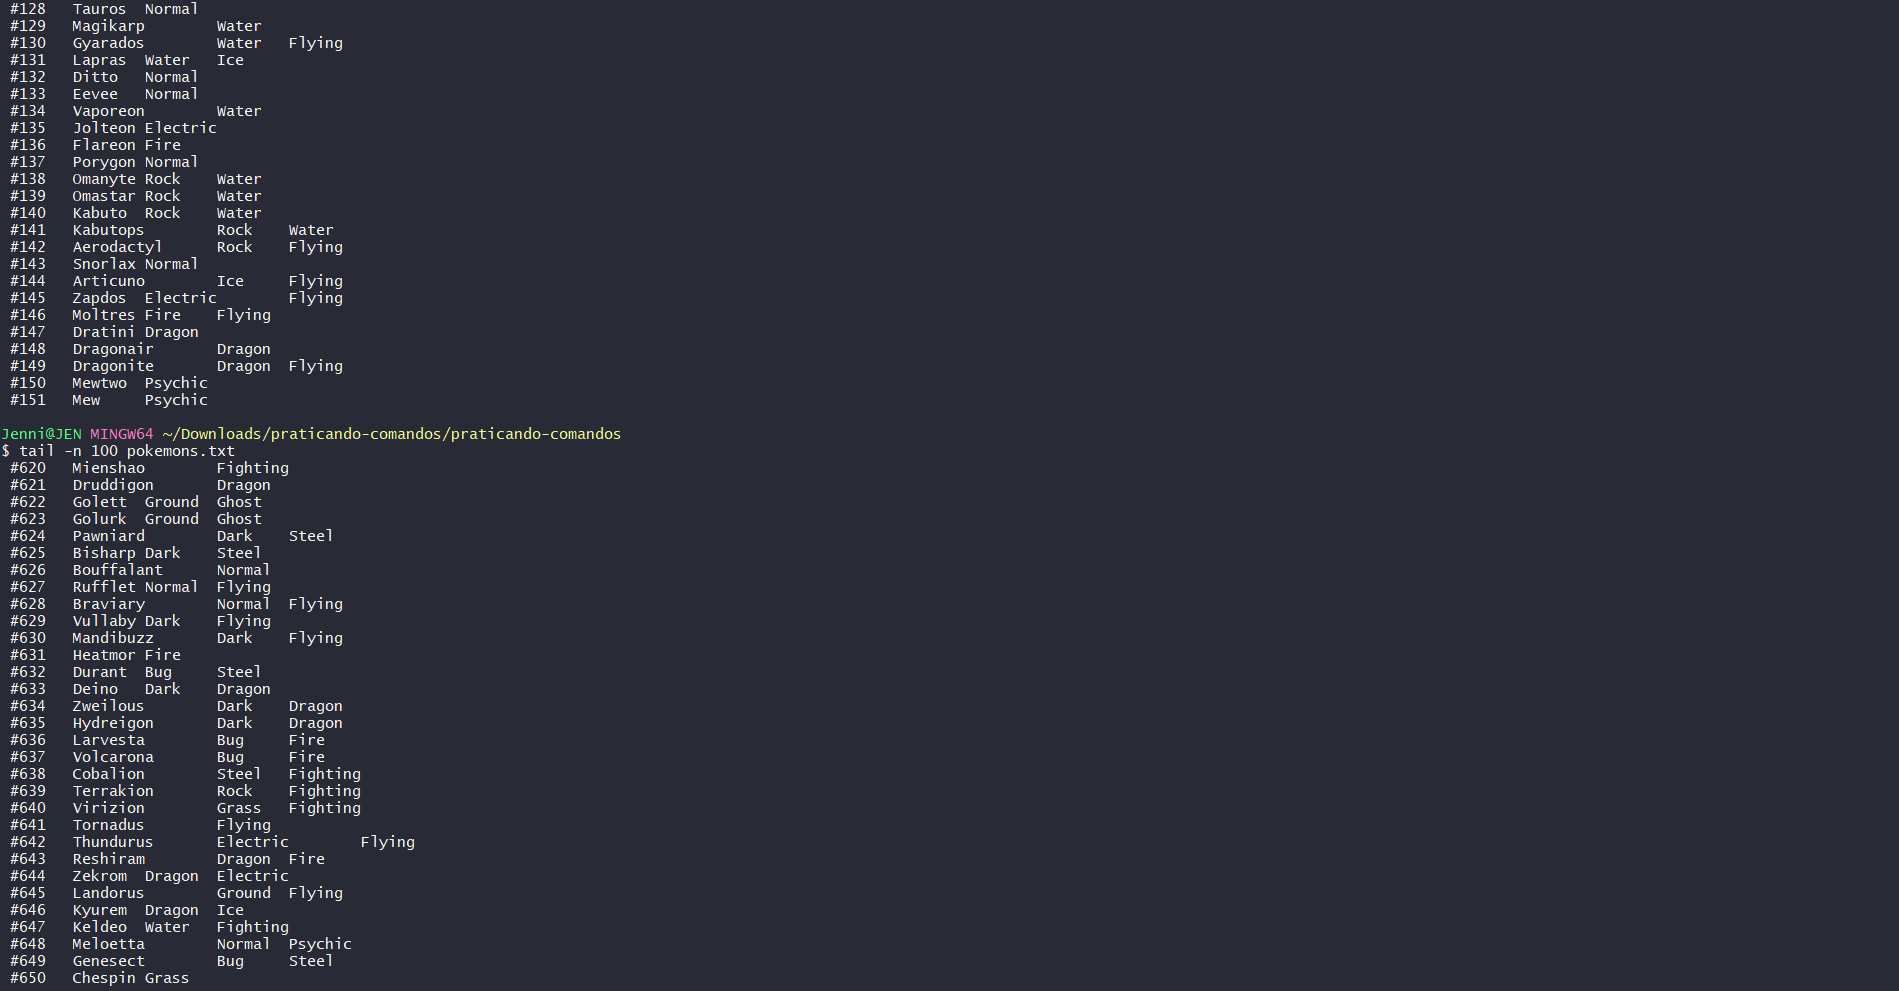 #128   Tauros  Normal
#129   Magikarp        Water
#130   Gyarados        Water   Flying
#131   Lapras  Water   Ice
#132   Ditto   Normal
#133   Eevee   Normal
#134   Vaporeon        Water
#135   Jolteon Electric
#136   Flareon Fire
#137   Porygon Normal
#138   Omanyte Rock    Water
#139   Omastar Rock    Water
#140   Kabuto  Rock    Water
#141   Kabutops        Rock    Water
#142   Aerodactyl      Rock    Flying
#143   Snorlax Normal
#144   Articuno        Ice     Flying
#145   Zapdos  Electric        Flying
#146   Moltres Fire    Flying
#147   Dratini Dragon
#148   Dragonair       Dragon
#149   Dragonite       Dragon  Flying
#150   Mewtwo  Psychic
#151   Mew     Psychic
Jenni@JEN MINGW64 ~/Downloads/praticando-comandos/praticando-comandos
$ tail -n 100 pokemons.txt
#620   Mienshao        Fighting
#621   Druddigon       Dragon
#622   Golett  Ground  Ghost
#623   Golurk  Ground  Ghost
#624   Pawniard        Dark    Steel
#625   Bisharp Dark    Steel
#626   Bouffalant      Normal
#627   Rufflet Normal  Flying
#628   Braviary        Normal  Flying
#629   Vullaby Dark    Flying
#630   Mandibuzz       Dark    Flying
#631   Heatmor Fire
#632   Durant  Bug     Steel
#633   Deino   Dark    Dragon
#634   Zweilous        Dark    Dragon
#635   Hydreigon       Dark    Dragon
#636   Larvesta        Bug     Fire
#637   Volcarona       Bug     Fire
#638   Cobalion        Steel   Fighting
#639   Terrakion       Rock    Fighting
#640   Virizion        Grass   Fighting
#641   Tornadus        Flying
#642   Thundurus       Electric        Flying
#643   Reshiram        Dragon  Fire
#644   Zekrom  Dragon  Electric
#645   Landorus        Ground  Flying
#646   Kyurem  Dragon  Ice
#647   Keldeo  Water   Fighting
#648   Meloetta        Normal  Psychic
#649   Genesect        Bug     Steel
#650   Chespin Grass